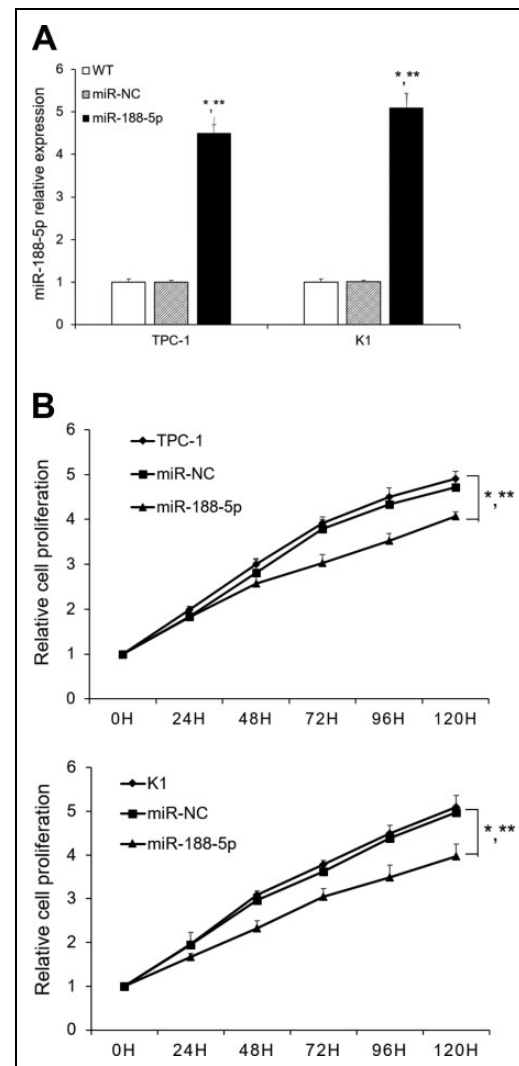 A
WT
miR-NC
miR-188-5p
miR-188-5p relative expression
6
5
4
3
2
1
0
*,**
*,**
TPC-1
K1
B
TPC-1
miR-NC
miR-188-5p
Relative cell proliferation
6
5
4
3
2
1
0
*,**
0H 24H 48H 72H 96H 120H
K1
miR-NC
miR-188-5p
Relative cell proliferation
6
5
4
3
2
1
0
*,**
0H 24H 48H 72H 96H 120H